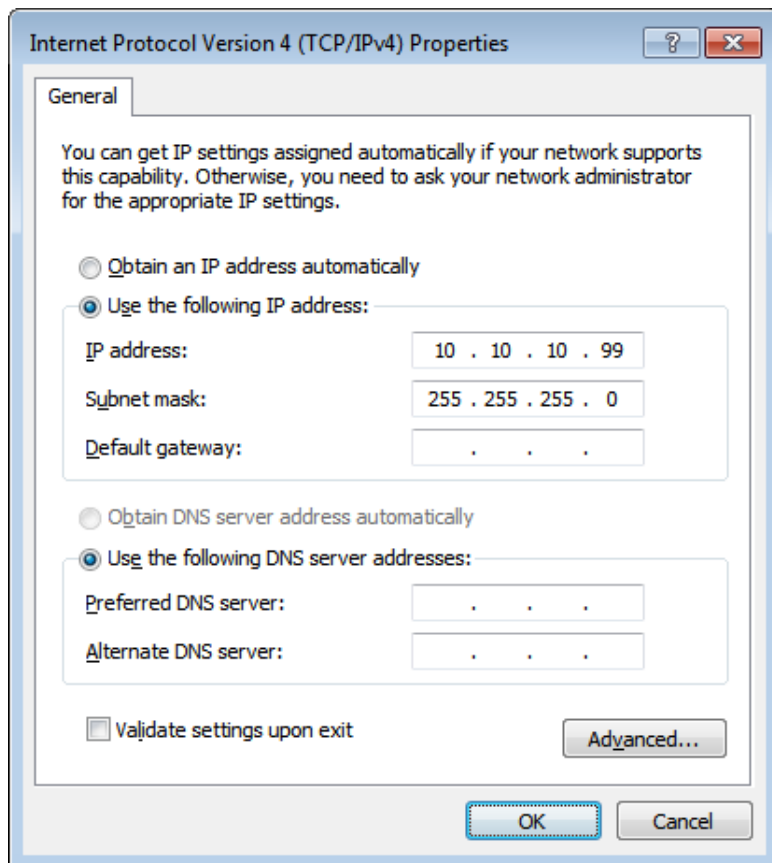 Internet Protocol Version 4 (TCP/IPv4) Properties
General
You can get IP settings assigned automatically if your network supports
this capability. Otherwise, you need to ask your network administrator
for the appropriate IP settings.
Obtain an IP address automatically
Use the following IP address:
IP address: 10 . 10 . 10 . 99
Subnet mask: 255 . 255 . 255 . 0
Default gateway: . . .
Obtain DNS server address automatically
Use the following DNS server addresses:
Preferred DNS server: . . .
Alternate DNS server: . . .
Validate settings upon exit
Advanced...
OK Cancel